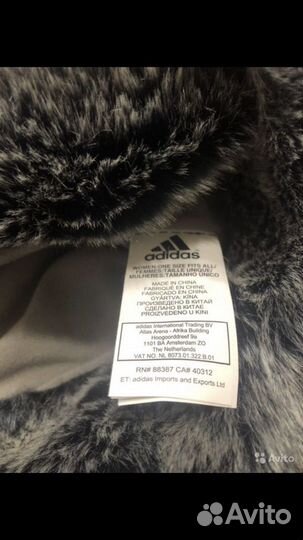 adidas
WOMEN:ONE SIZE FITS ALL/
FEMMES:TAILLE UNIQUE/
MULHERES:TAMANHO UNICO
MADE IN CHINA
FABRIQUÉ EN CHINE
FABRICADO EN CHINA
GYÁRTVA: KÍNA
ПРОИЗВЕДЕНО В КИТАЙ
СДЕЛАНО В КИТАЕ
PROIZVEDENO U KINI
adidas International Trading BV
Atlas Arena - Afrika Building
Hoogoorddreef 9a
1101 BA Amsterdam ZO
The Netherlands
VAT NO. NL 8073.01.322.B.01
RN# 88387 CA# 40312
ET: adidas Imports and Exports Ltd
Avito
Avito